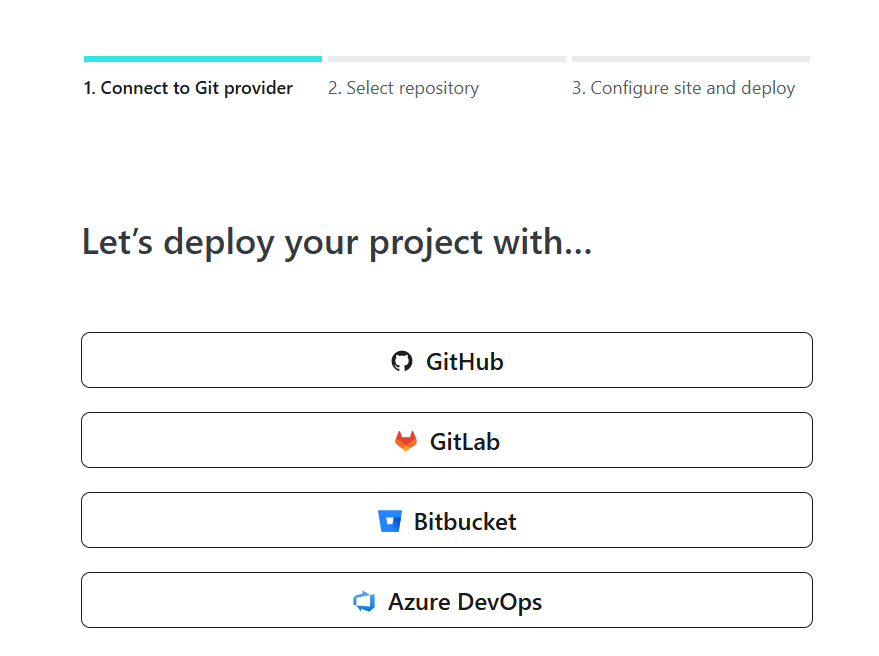 1. Connect to Git provider
2. Select repository
3. Configure site and deploy
Let’s deploy your project with…
GitHub
GitLab
Bitbucket
Azure DevOps